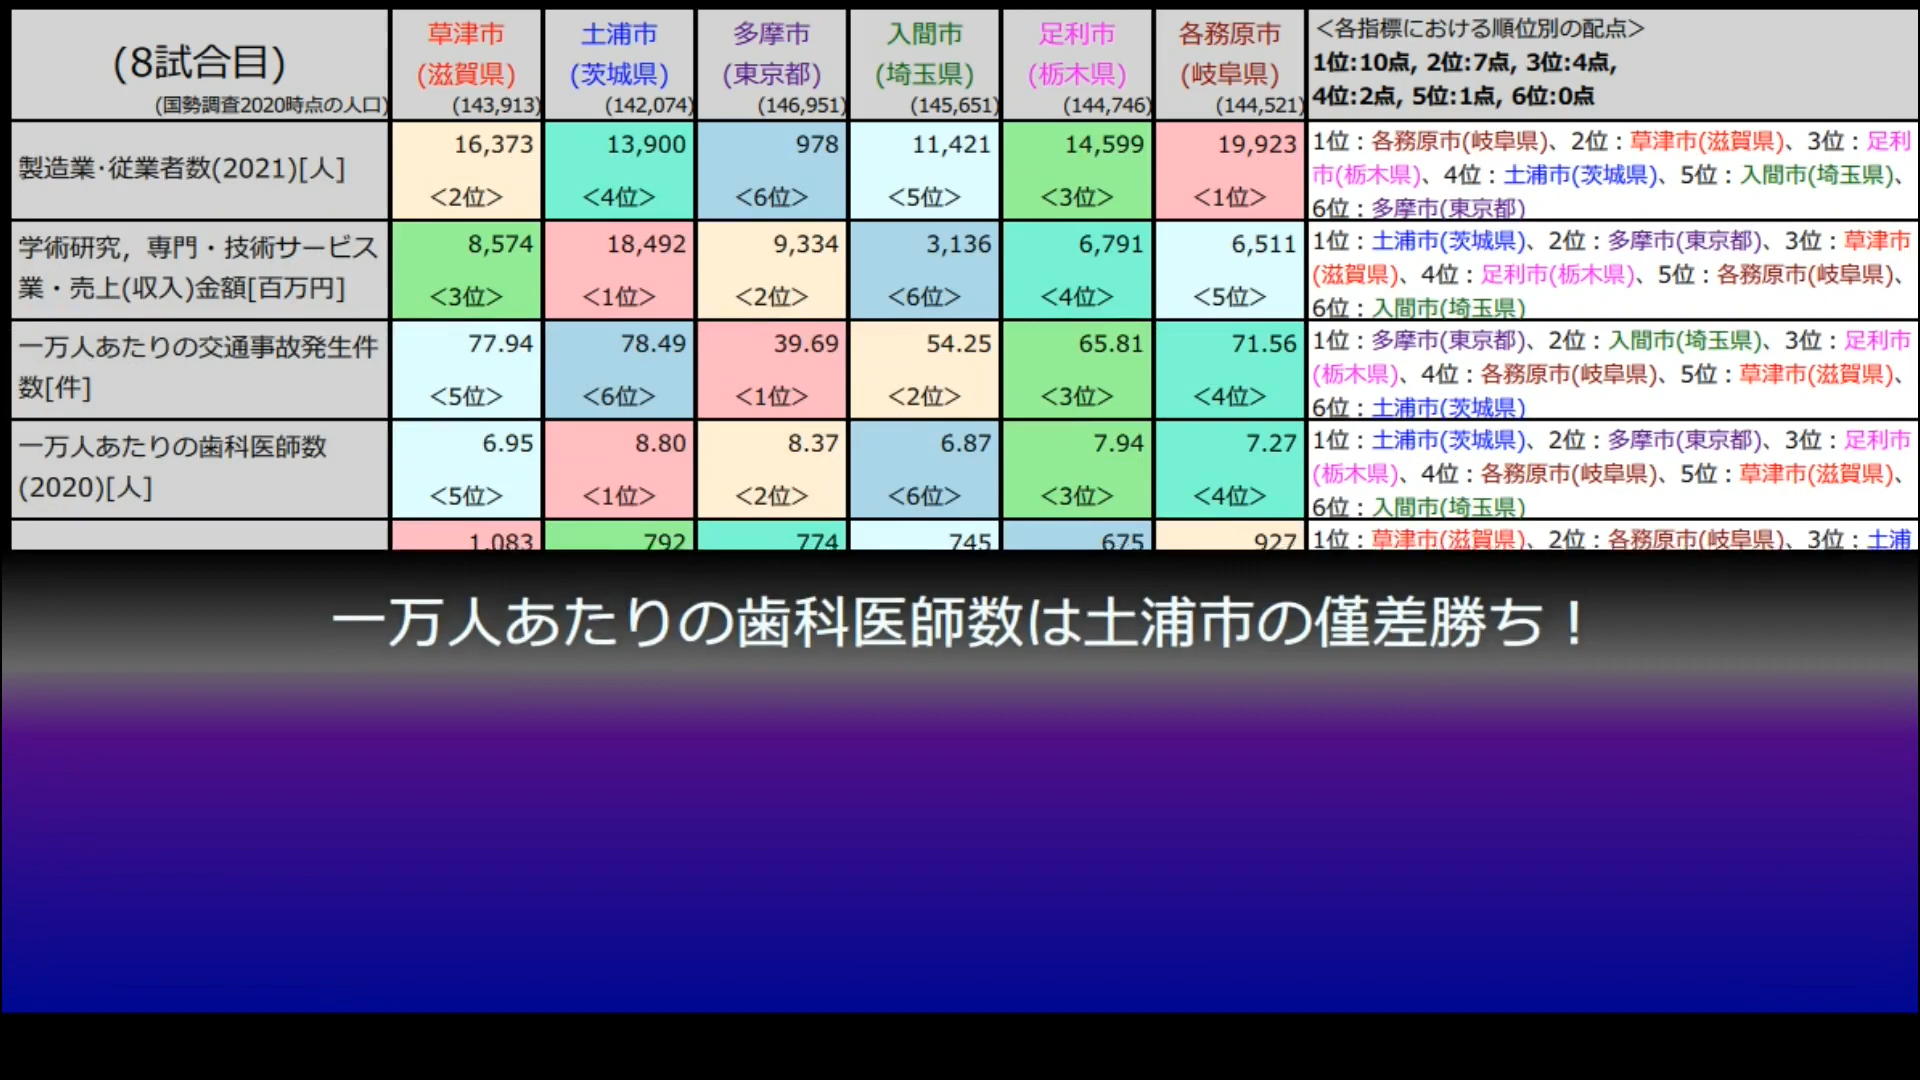 (8試合目)
(国勢調査2020時点の人口)
草津市
(滋賀県)
(143,913)
土浦市
(茨城県)
(142,074)
多摩市
(東京都)
(146,951)
入間市
(埼玉県)
(145,651)
足利市
(栃木県)
(144,746)
各務原市
(岐阜県)
(144,521)
＜各指標における順位別の配点＞
1位:10点, 2位:7点, 3位:4点,
4位:2点, 5位:1点, 6位:0点
製造業･従業者数(2021)[人]
16,373
<2位>
13,900
<4位>
978
<6位>
11,421
<5位>
14,599
<3位>
19,923
<1位>
1位：各務原市(岐阜県)、2位：草津市(滋賀県)、3位：足利
市(栃木県)、4位：土浦市(茨城県)、5位：入間市(埼玉県)、
6位：多摩市(東京都)
学術研究，専門・技術サービス
業・売上(収入)金額[百万円]
8,574
<3位>
18,492
<1位>
9,334
<2位>
3,136
<6位>
6,791
<4位>
6,511
<5位>
1位：土浦市(茨城県)、2位：多摩市(東京都)、3位：草津市
(滋賀県)、4位：足利市(栃木県)、5位：各務原市(岐阜県)、
6位：入間市(埼玉県)
一万人あたりの交通事故発生件
数[件]
77.94
<5位>
78.49
<6位>
39.69
<1位>
54.25
<2位>
65.81
<3位>
71.56
<4位>
1位：多摩市(東京都)、2位：入間市(埼玉県)、3位：足利市
(栃木県)、4位：各務原市(岐阜県)、5位：草津市(滋賀県)、
6位：土浦市(茨城県)
一万人あたりの歯科医師数
(2020)[人]
6.95
<5位>
8.80
<1位>
8.37
<2位>
6.87
<6位>
7.94
<3位>
7.27
<4位>
1位：土浦市(茨城県)、2位：多摩市(東京都)、3位：足利市
(栃木県)、4位：各務原市(岐阜県)、5位：草津市(滋賀県)、
6位：入間市(埼玉県)
1,083
792
774
745
675
927
1位：草津市(滋賀県)、2位：各務原市(岐阜県)、3位：土浦
一万人あたりの歯科医師数は土浦市の僅差勝ち！